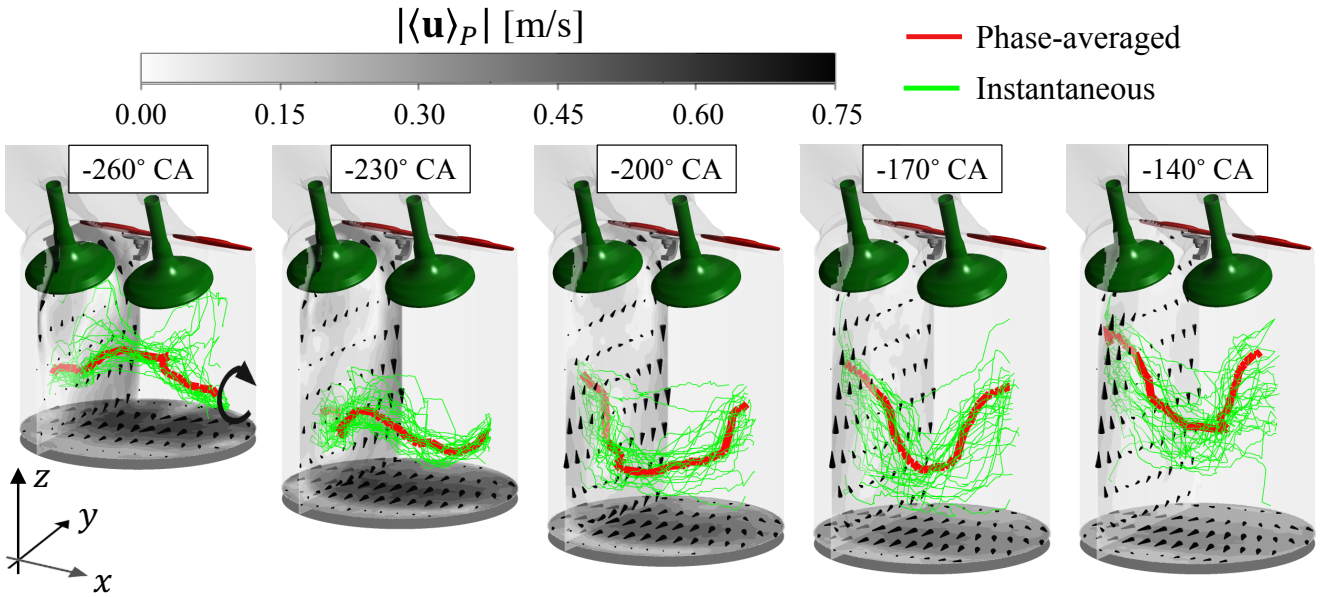 |⟨u⟩_P| [m/s]
0.00 0.15 0.30 0.45 0.60 0.75
Phase-averaged
Instantaneous
-260° CA -230° CA -200° CA -170° CA -140° CA
z
y
x